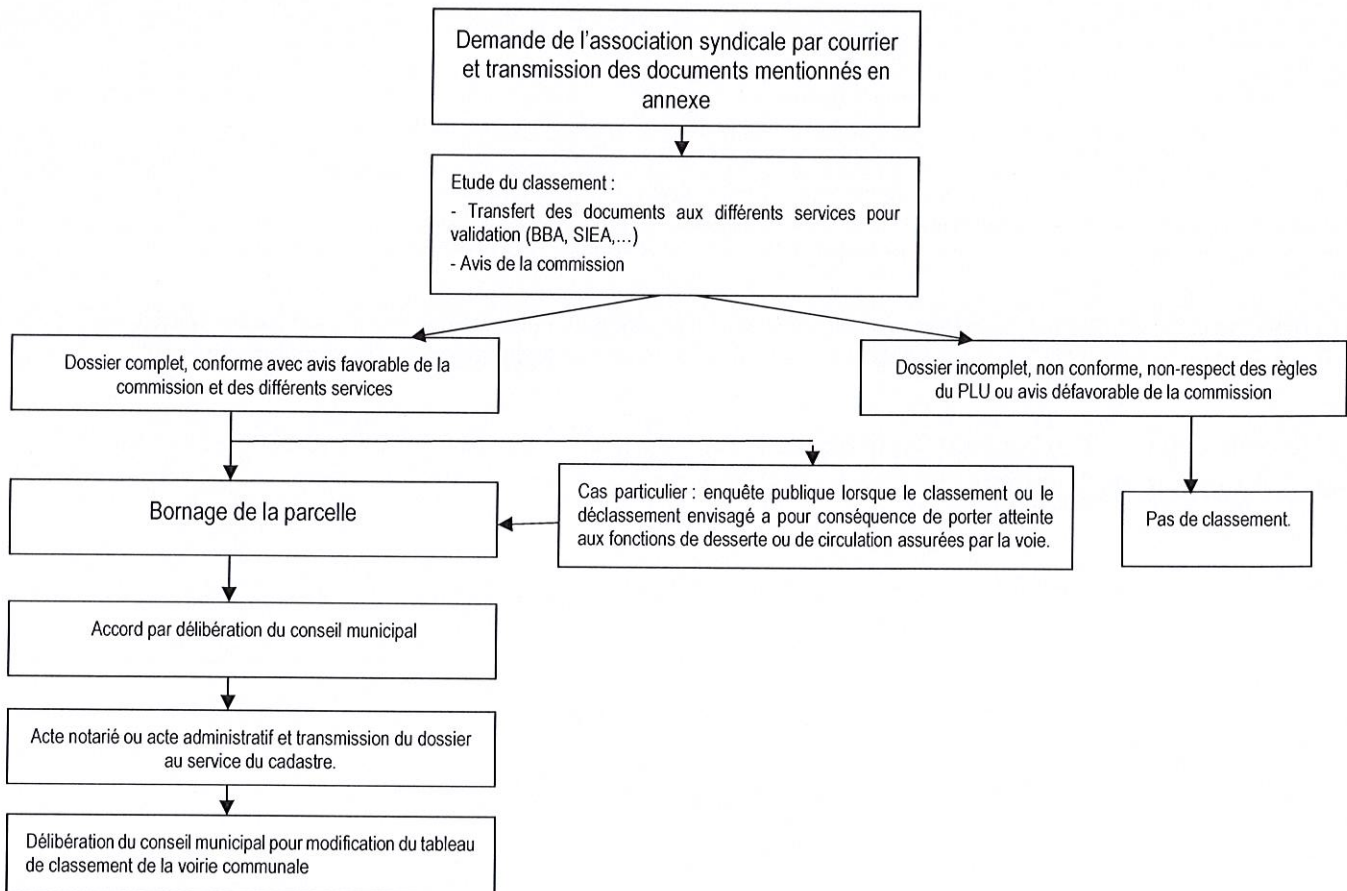 Demande de l'association syndicale par courrier
et transmission des documents mentionnés en
annexe
Etude du classement :
- Transfert des documents aux différents services pour
validation (BBA, SIEA,...)
- Avis de la commission
Dossier complet, conforme avec avis favorable de la
commission et des différents services
Dossier incomplet, non conforme, non-respect des règles
du PLU ou avis défavorable de la commission
Bornage de la parcelle
Cas particulier : enquête publique lorsque le classement ou le
déclassement envisagé a pour conséquence de porter atteinte
aux fonctions de desserte ou de circulation assurées par la voie.
Pas de classement.
Accord par délibération du conseil municipal
Acte notarié ou acte administratif et transmission du dossier
au service du cadastre.
Délibération du conseil municipal pour modification du tableau
de classement de la voirie communale